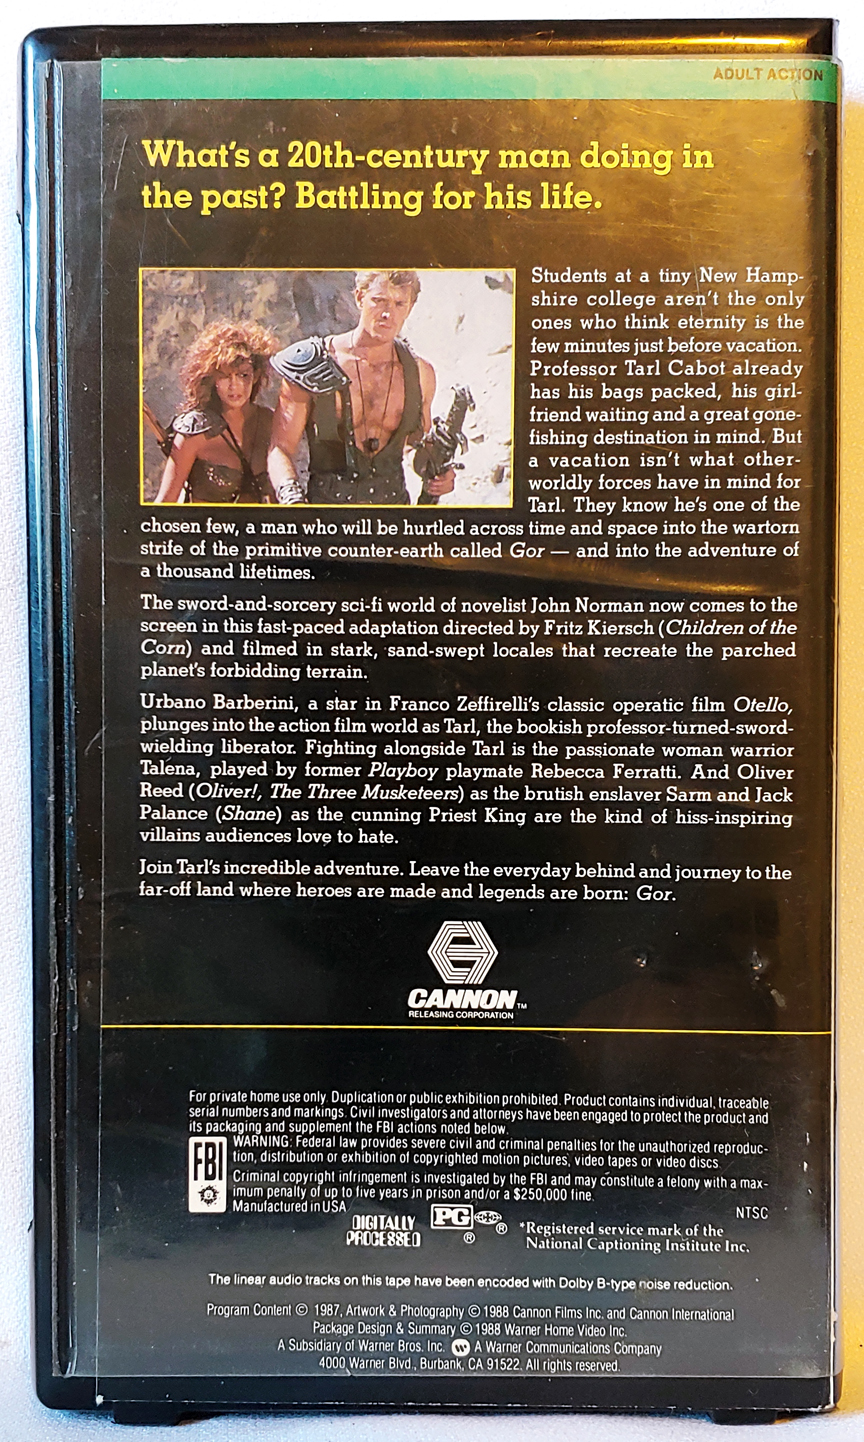 ADULT ACTION
What's a 20th-century man doing in
the past? Battling for his life.
Students at a tiny New Hamp-
shire college aren't the only
ones who think eternity is the
few minutes just before vacation.
Professor Tarl Cabot already
has his bags packed, his girl-
friend waiting and a great gone-
fishing destination in mind. But
a vacation isn't what other-
worldly forces have in mind for
Tarl. They know he's one of the
chosen few, a man who will be hurtled across time and space into the wartorn
strife of the primitive counter-earth called Gor — and into the adventure of
a thousand lifetimes.
The sword-and-sorcery sci-fi world of novelist John Norman now comes to the
screen in this fast-paced adaptation directed by Fritz Kiersch (Children of the
Corn) and filmed in stark, sand-swept locales that recreate the parched
planet's forbidding terrain.
Urbano Barberini, a star in Franco Zeffirelli's classic operatic film Otello,
plunges into the action film world as Tarl, the bookish professor-turned-sword-
wielding liberator. Fighting alongside Tarl is the passionate woman warrior
Talena, played by former Playboy playmate Rebecca Ferratti. And Oliver
Reed (Oliver!, The Three Musketeers) as the brutish enslaver Sarm and Jack
Palance (Shane) as the cunning Priest King are the kind of hiss-inspiring
villains audiences love to hate.
Join Tarl's incredible adventure. Leave the everyday behind and journey to the
far-off land where heroes are made and legends are born: Gor.
CANNON TM
RELEASING CORPORATION
For private home use only. Duplication or public exhibition prohibited. Product contains individual, traceable
serial numbers and markings. Civil investigators and attorneys have been engaged to protect the product and
its packaging and supplement the FBI actions noted below.
FBI
WARNING: Federal law provides severe civil and criminal penalties for the unauthorized reproduc-
tion, distribution or exhibition of copyrighted motion pictures, video tapes or video discs.
Criminal copyright infringement is investigated by the FBI and may constitute a felony with a max-
imum penalty of up to five years in prison and/or a $250,000 fine.
Manufactured in USA
NTSC
DIGITALLY
PROCESSED
PG ® ®
*Registered service mark of the
National Captioning Institute Inc.
The linear audio tracks on this tape have been encoded with Dolby B-type noise reduction.
Program Content © 1987, Artwork & Photography © 1988 Cannon Films Inc. and Cannon International
Package Design & Summary © 1988 Warner Home Video Inc.
A Subsidiary of Warner Bros. Inc. A Warner Communications Company
4000 Warner Blvd., Burbank, CA 91522. All rights reserved.